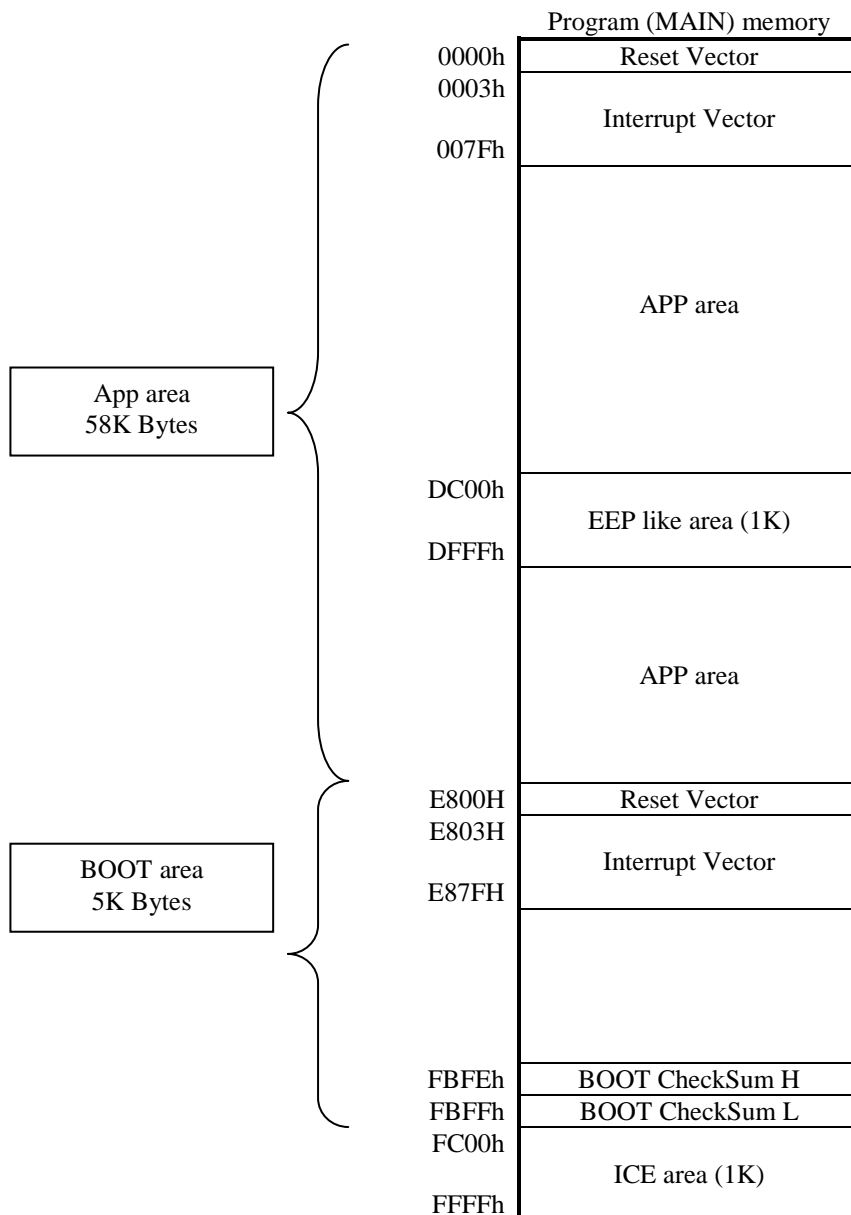 Program (MAIN) memory
0000h
Reset Vector
0003h
Interrupt Vector
007Fh
APP area
App area
58K Bytes
DC00h
EEP like area (1K)
DFFFh
APP area
E800H
Reset Vector
E803H
Interrupt Vector
BOOT area
5K Bytes
E87FH
FBFEh
BOOT CheckSum H
FBFFh
BOOT CheckSum L
FC00h
ICE area (1K)
FFFFh